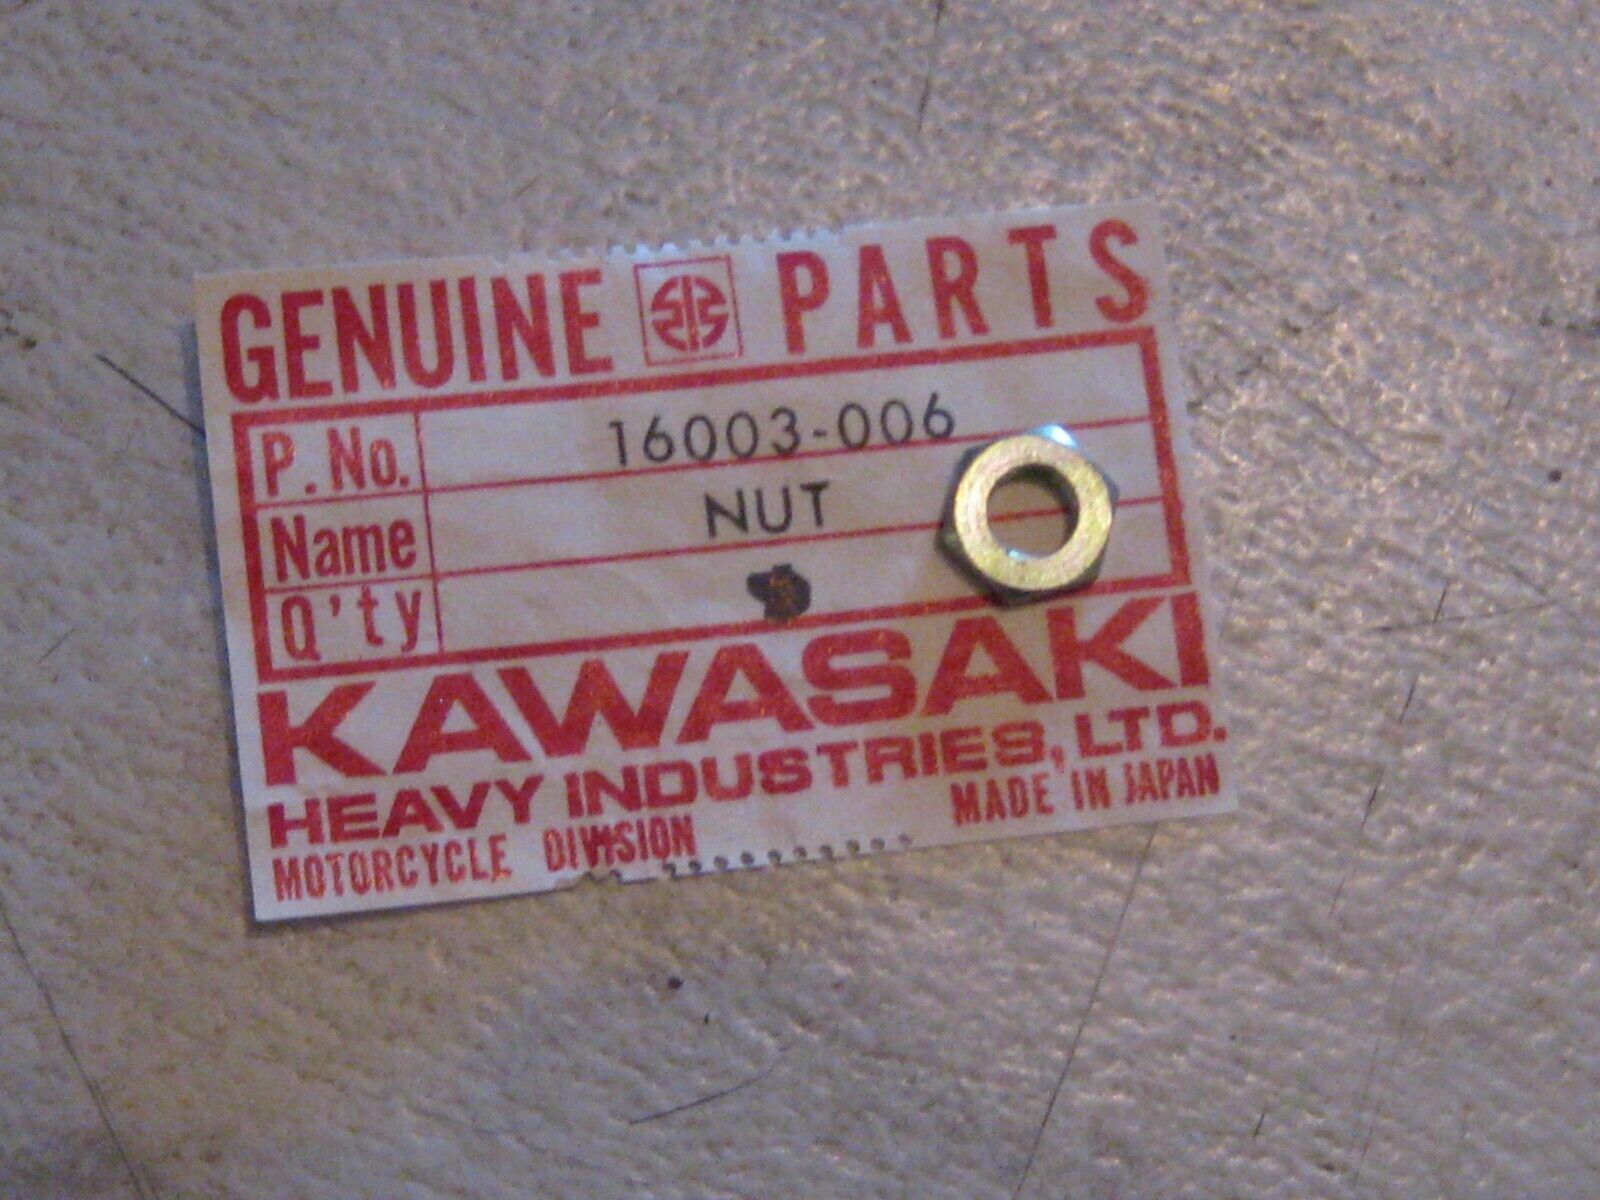 GENUINE PARTS
P.No. 16003-006
Name NUT
Q'ty
KAWASAKI
HEAVY INDUSTRIES, LTD.
MOTORCYCLE DIVISION MADE IN JAPAN